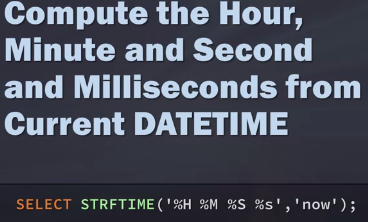 Compute the Hour,
Minute and Second
and Milliseconds from
Current DATETIME
SELECT STRFTIME('%H %M %S %s','now');